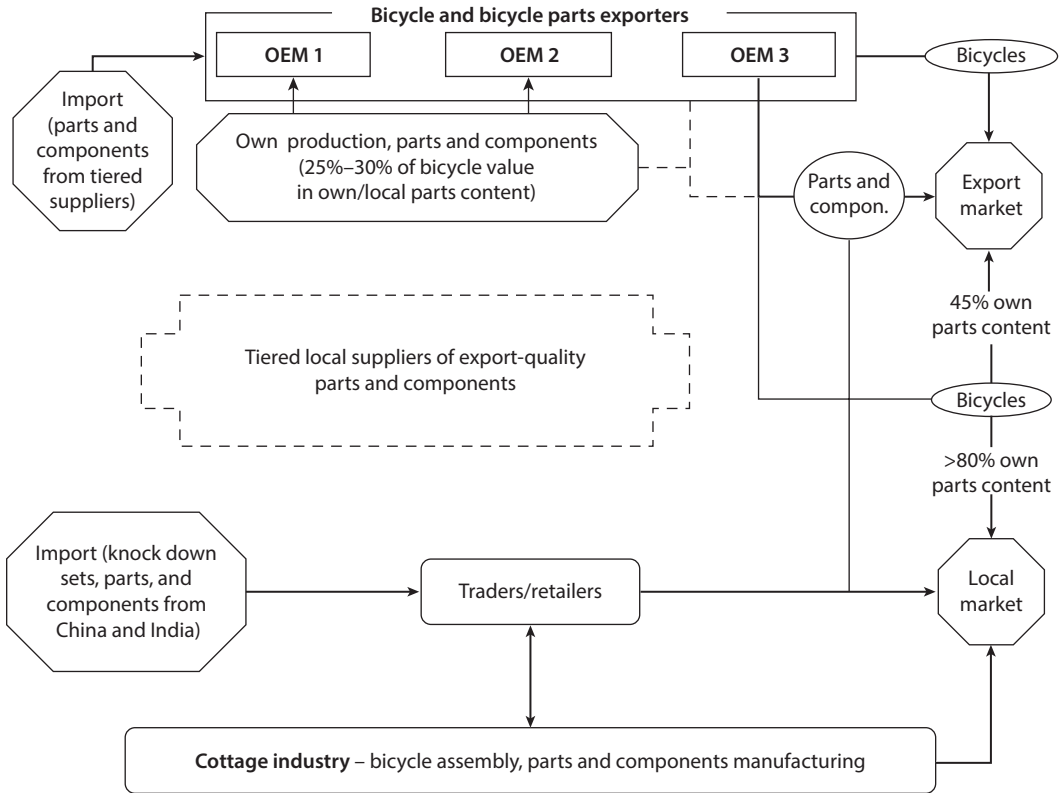 Bicycle and bicycle parts exporters
OEM 1
OEM 2
OEM 3
Bicycles
Import
(parts and
components
from tiered
suppliers)
Own production, parts and components
(25%–30% of bicycle value
in own/local parts content)
Parts and
compon.
Export
market
45% own
parts content
Tiered local suppliers of export-quality
parts and components
Bicycles
>80% own
parts content
Import (knock down
sets, parts, and
components from
China and India)
Traders/retailers
Local
market
Cottage industry – bicycle assembly, parts and components manufacturing